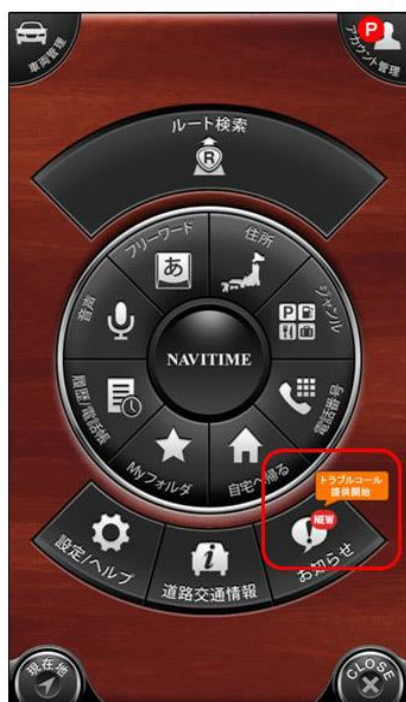 車両管理
P
アカウント管理
ルート検索
R
フリーワード
あ
住所
音声
ジャンル
P
NAVITIME
履歴/電話帳
電話番号
Myフォルダ
自宅へ帰る
トラブルコール
提供開始
NEW
設定/ヘルプ
i
道路交通情報
お知らせ
現在地
CLOSE